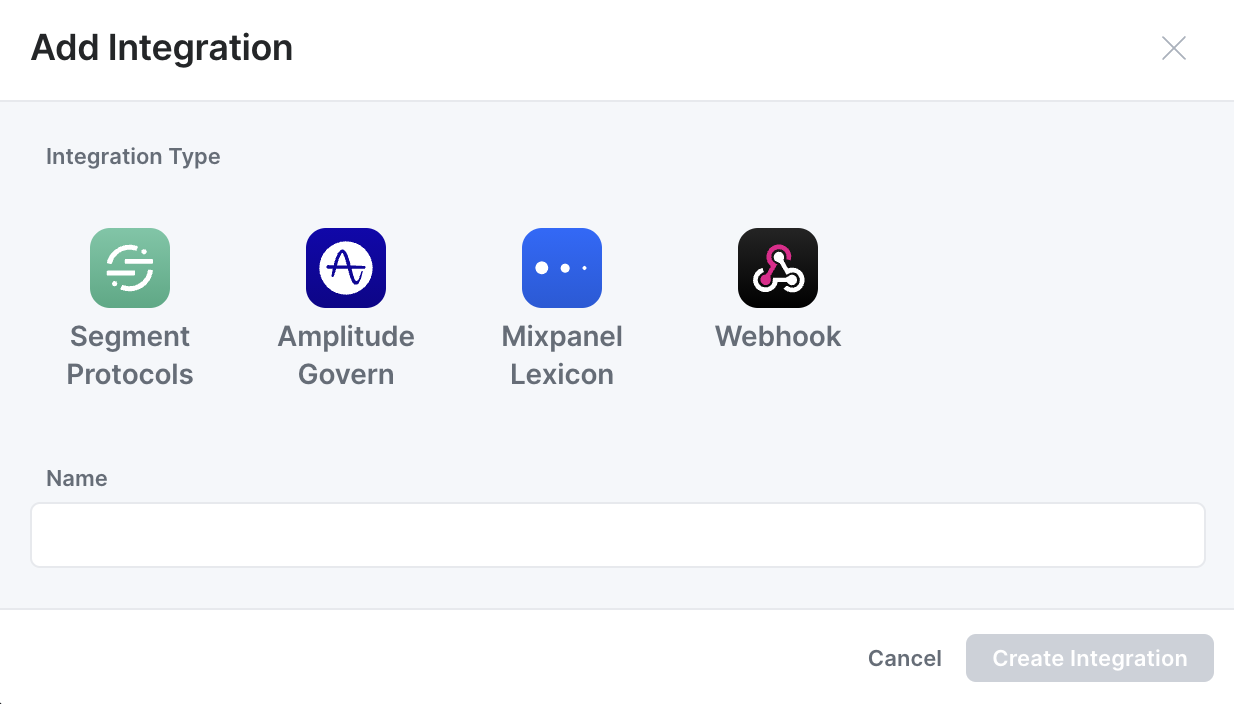 Add Integration
Integration Type
Segment
Protocols
Amplitude
Govern
Mixpanel
Lexicon
Webhook
Name
Cancel
Create Integration